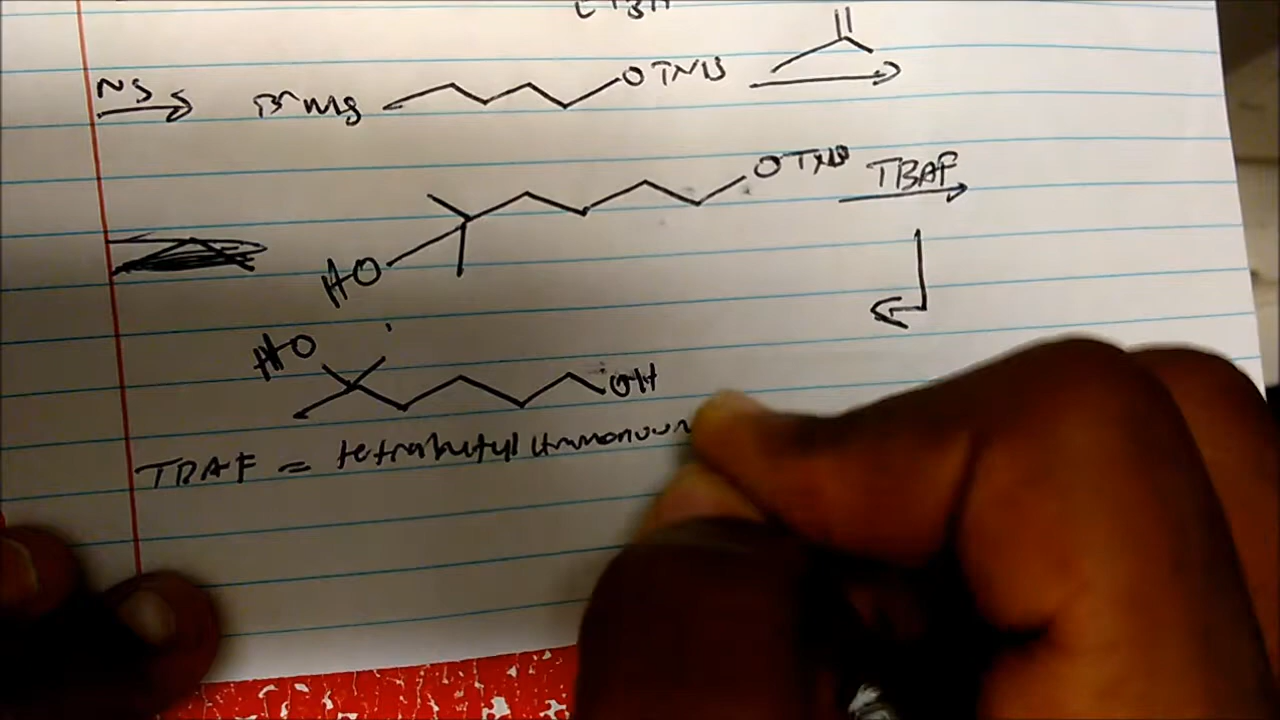 BrMg OTMS
OTMS TBAF
HO
HO OH
TBAF = tetrabutyl ammonium